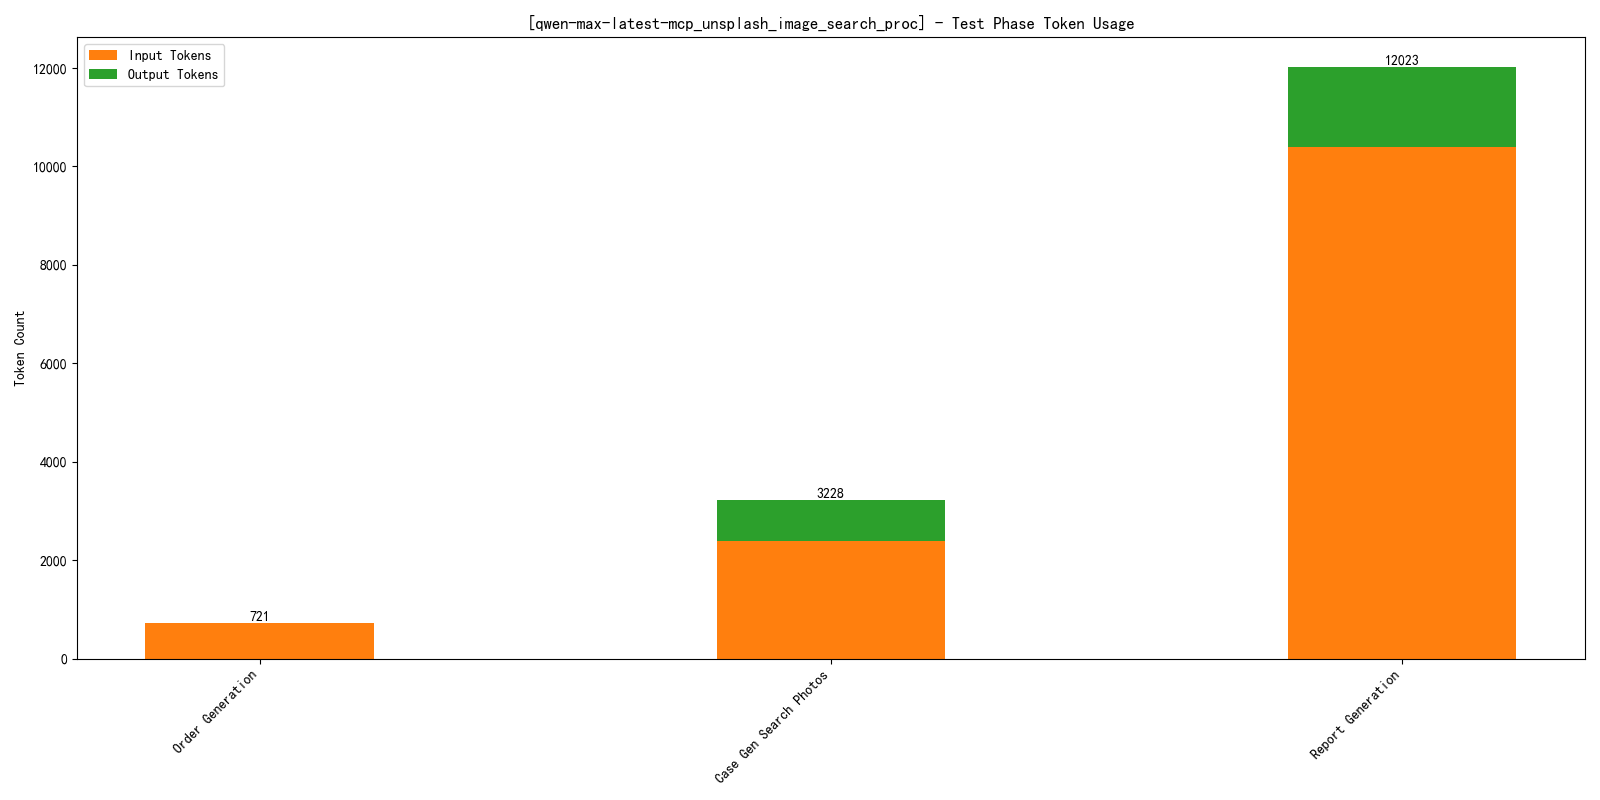 [qwen-max-latest-mcp_unsplash_image_search_proc] - Test Phase Token Usage
Input Tokens
Output Tokens
12023
12000
10000
8000
6000
4000
3228
2000
721
0
Token Count
Order Generation
Case Gen Search Photos
Report Generation